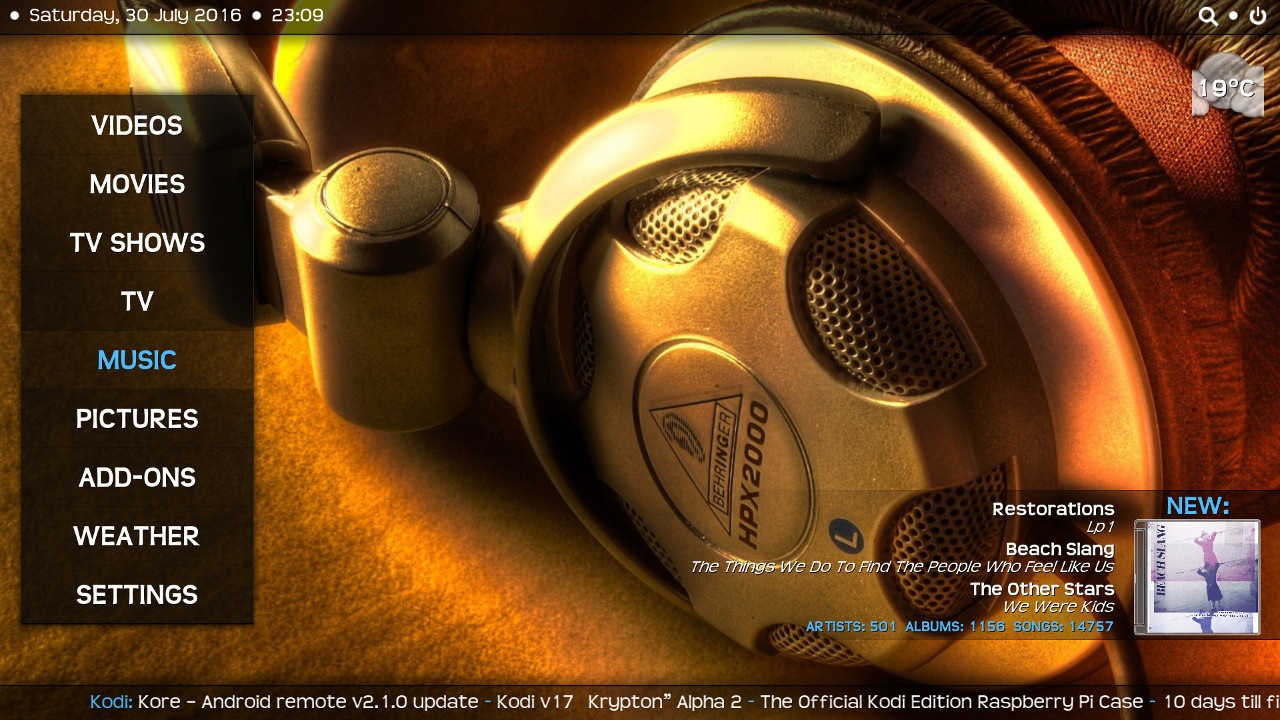 ● Saturday, 30 July 2016 ● 23:09
19°C
VIDEOS
MOVIES
TV SHOWS
TV
MUSIC
PICTURES
ADD-ONS
WEATHER
SETTINGS
BEHRINGER
HPX2000
L
NEW:
Restorations
Lp1
Beach Slang
The Things We Do To Find The People Who Feel Like Us
The Other Stars
We Were Kids
ARTISTS: 501 ALBUMS: 1156 SONGS: 14757
BEACH SLANG
Kodi: Kore – Android remote v2.1.0 update - Kodi v17 Krypton” Alpha 2 - The Official Kodi Edition Raspberry Pi Case - 10 days till fi